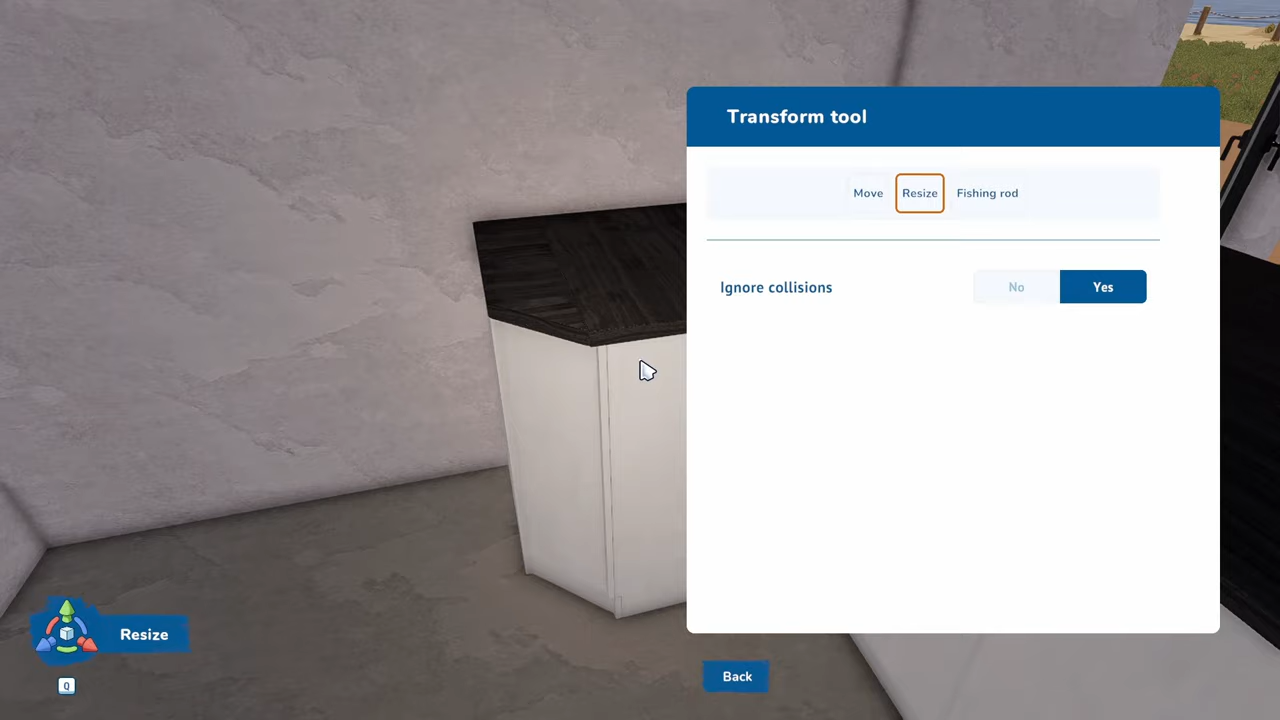 Transform tool
Move Resize Fishing rod
Ignore collisions No Yes
Resize
Q
Back